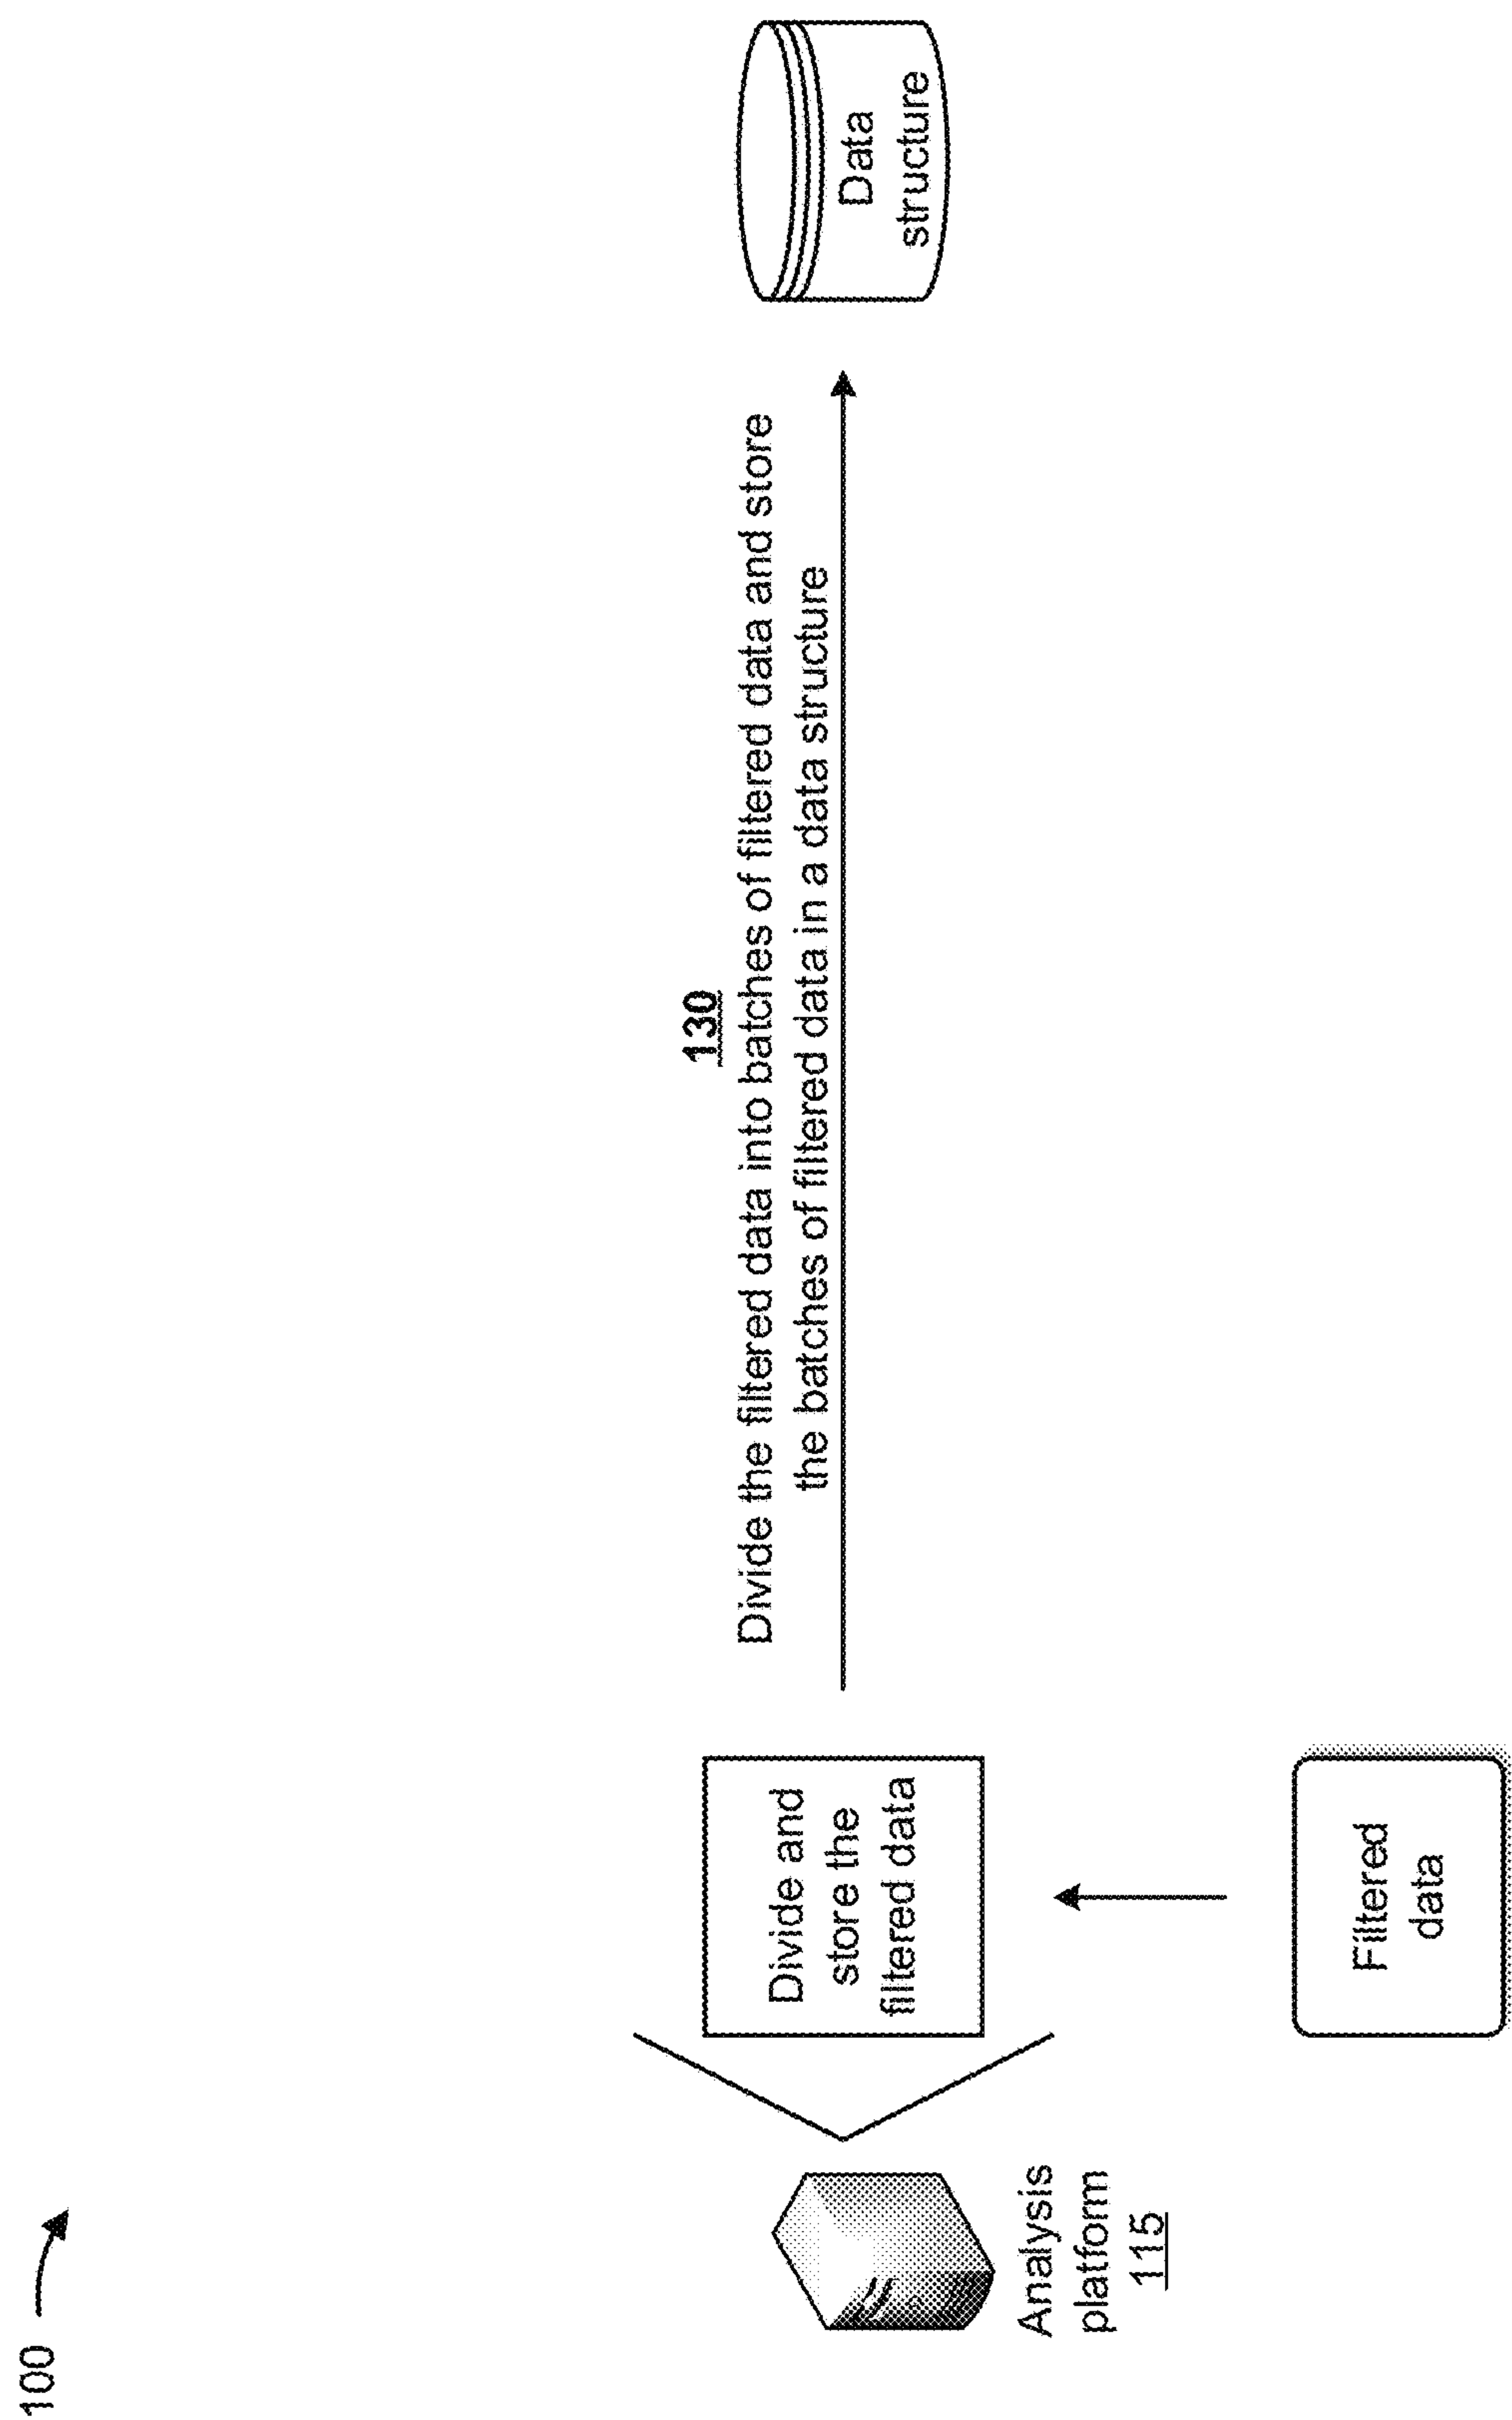 100
130
Divide the filtered data into batches of filtered data and store
the batches of filtered data in a data structure
Divide and
store the
filtered data
Data
structure
Analysis
platform
115
Filtered
data